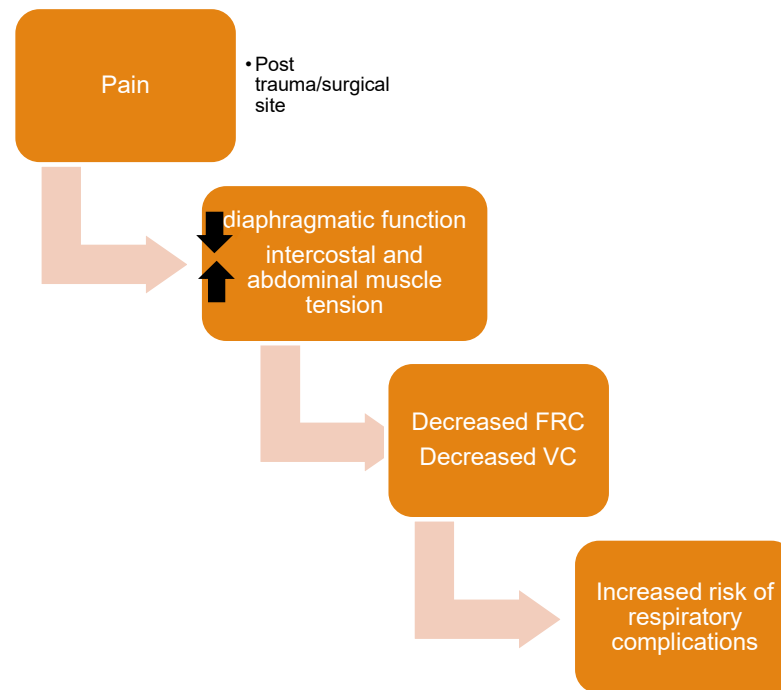 Pain
• Post
trauma/surgical
site
diaphragmatic function
intercostal and
abdominal muscle
tension
Decreased FRC
Decreased VC
Increased risk of
respiratory
complications